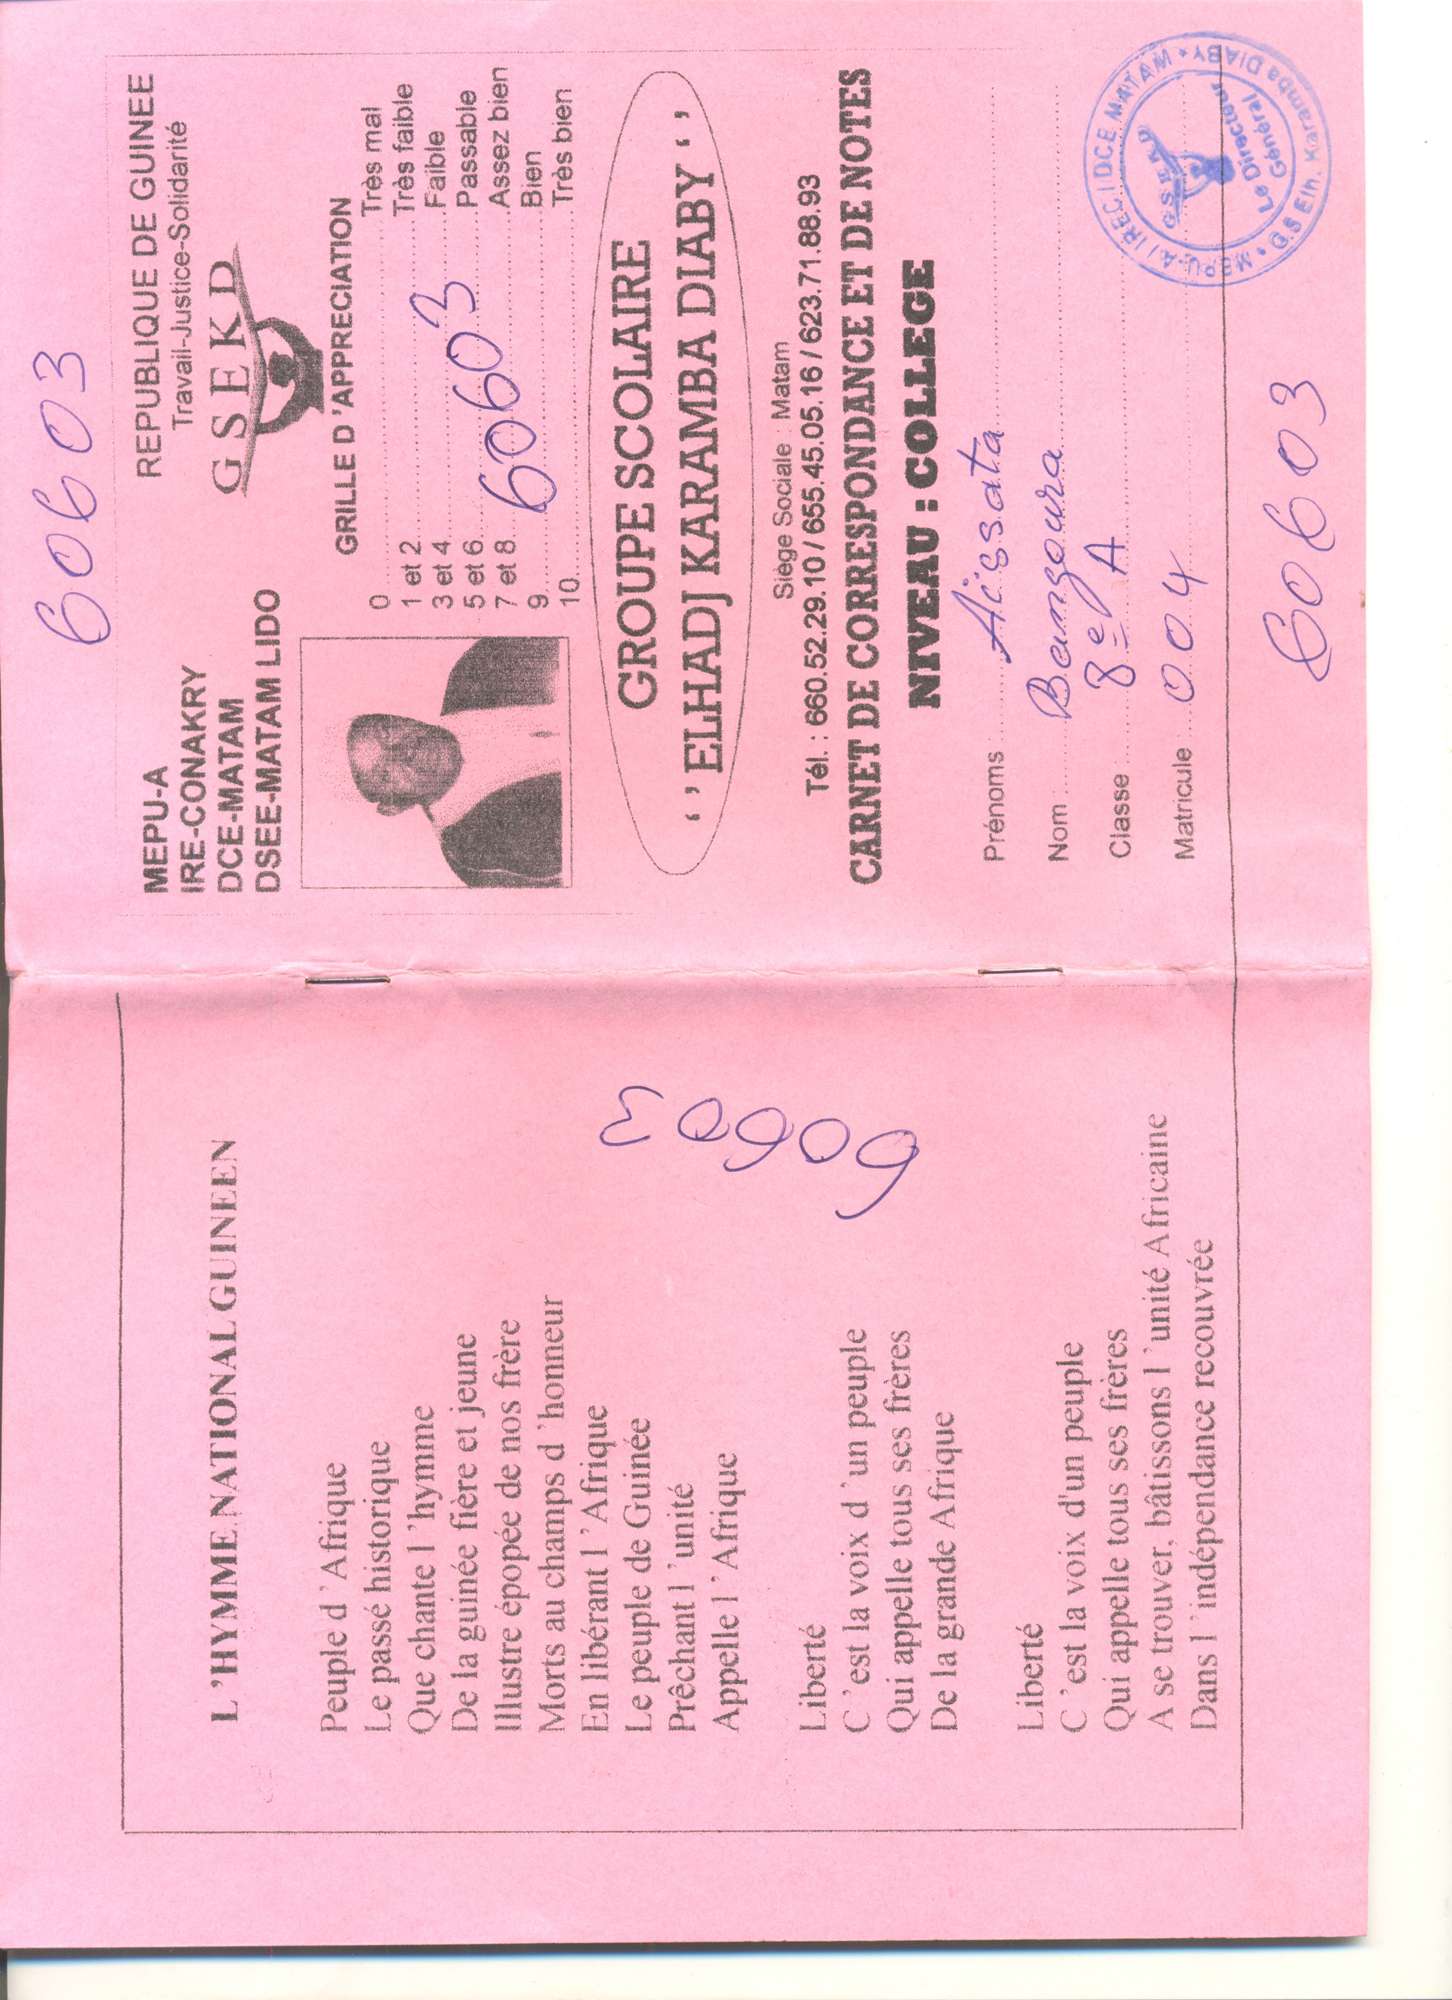 60603
MEPU-A
IRE-CONAKRY
DCE-MATAM
DSEE-MATAM LIDO
REPUBLIQUE DE GUINEE
Travail-Justice-Solidarité
GSEKD
GRILLE D 'APPRECIATION
0 Très mal
1 et 2 Très faible
3 et 4 Faible
5 et 6 Passable
7 et 8 Assez bien
9 Bien
10 Très bien
60603
GROUPE SCOLAIRE
‘ ’ELHADJ KARAMBA DIABY ‘ ’
Siège Sociale Matam
Tél. : 660.52.29.10 / 655.45.05.16 / 623.71.88.93
CARNET DE CORRESPONDANCE ET DE NOTES
NIVEAU : COLLEGE
Prénoms Aïssata
Nom Bangoura
Classe 8e A
Matricule 004
MEPU-A / IREC / DCE MATAM
G.S Elh. Karamba DIABY
G.S.E.K.D
Le Directeur
Général
60603
L 'HYMME NATIONAL GUINEEN
Peuple d ' Afrique
Le passé historique
Que chante l 'hymme
De la guinée fière et jeune
Illustre épopée de nos frère
Morts au champs d 'honneur
En libérant l ' Afrique
Le peuple de Guinée
Prêchant l 'unité
Appelle l ' Afrique
Liberté
C 'est la voix d ' un peuple
Qui appelle tous ses frères
De la grande Afrique
Liberté
C ' est la voix d'un peuple
Qui appelle tous ses frères
A se trouver, bâtissons l 'unité Africaine
Dans l 'indépendance recouvrée
60603